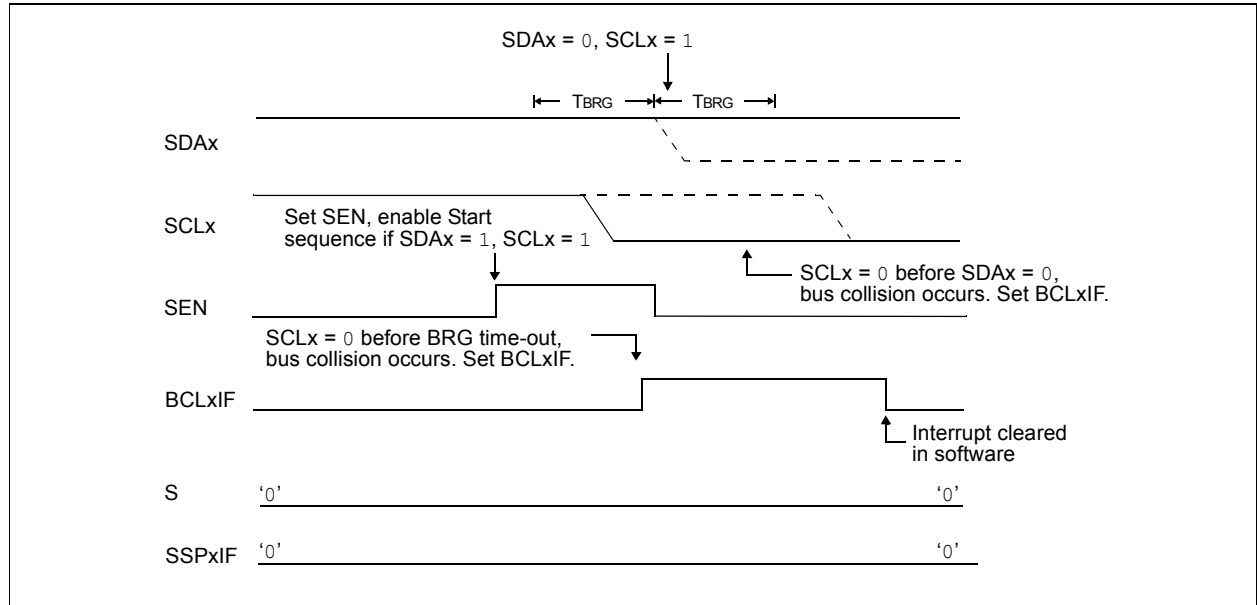 SDAx = 0, SCLx = 1
TBRG TBRG
SDAx
SCLx
Set SEN, enable Start
sequence if SDAx = 1, SCLx = 1
SCLx = 0 before SDAx = 0,
bus collision occurs. Set BCLxIF.
SEN
SCLx = 0 before BRG time-out,
bus collision occurs. Set BCLxIF.
BCLxIF
Interrupt cleared
in software
S ‘0’ ‘0’
SSPxIF ‘0’ ‘0’